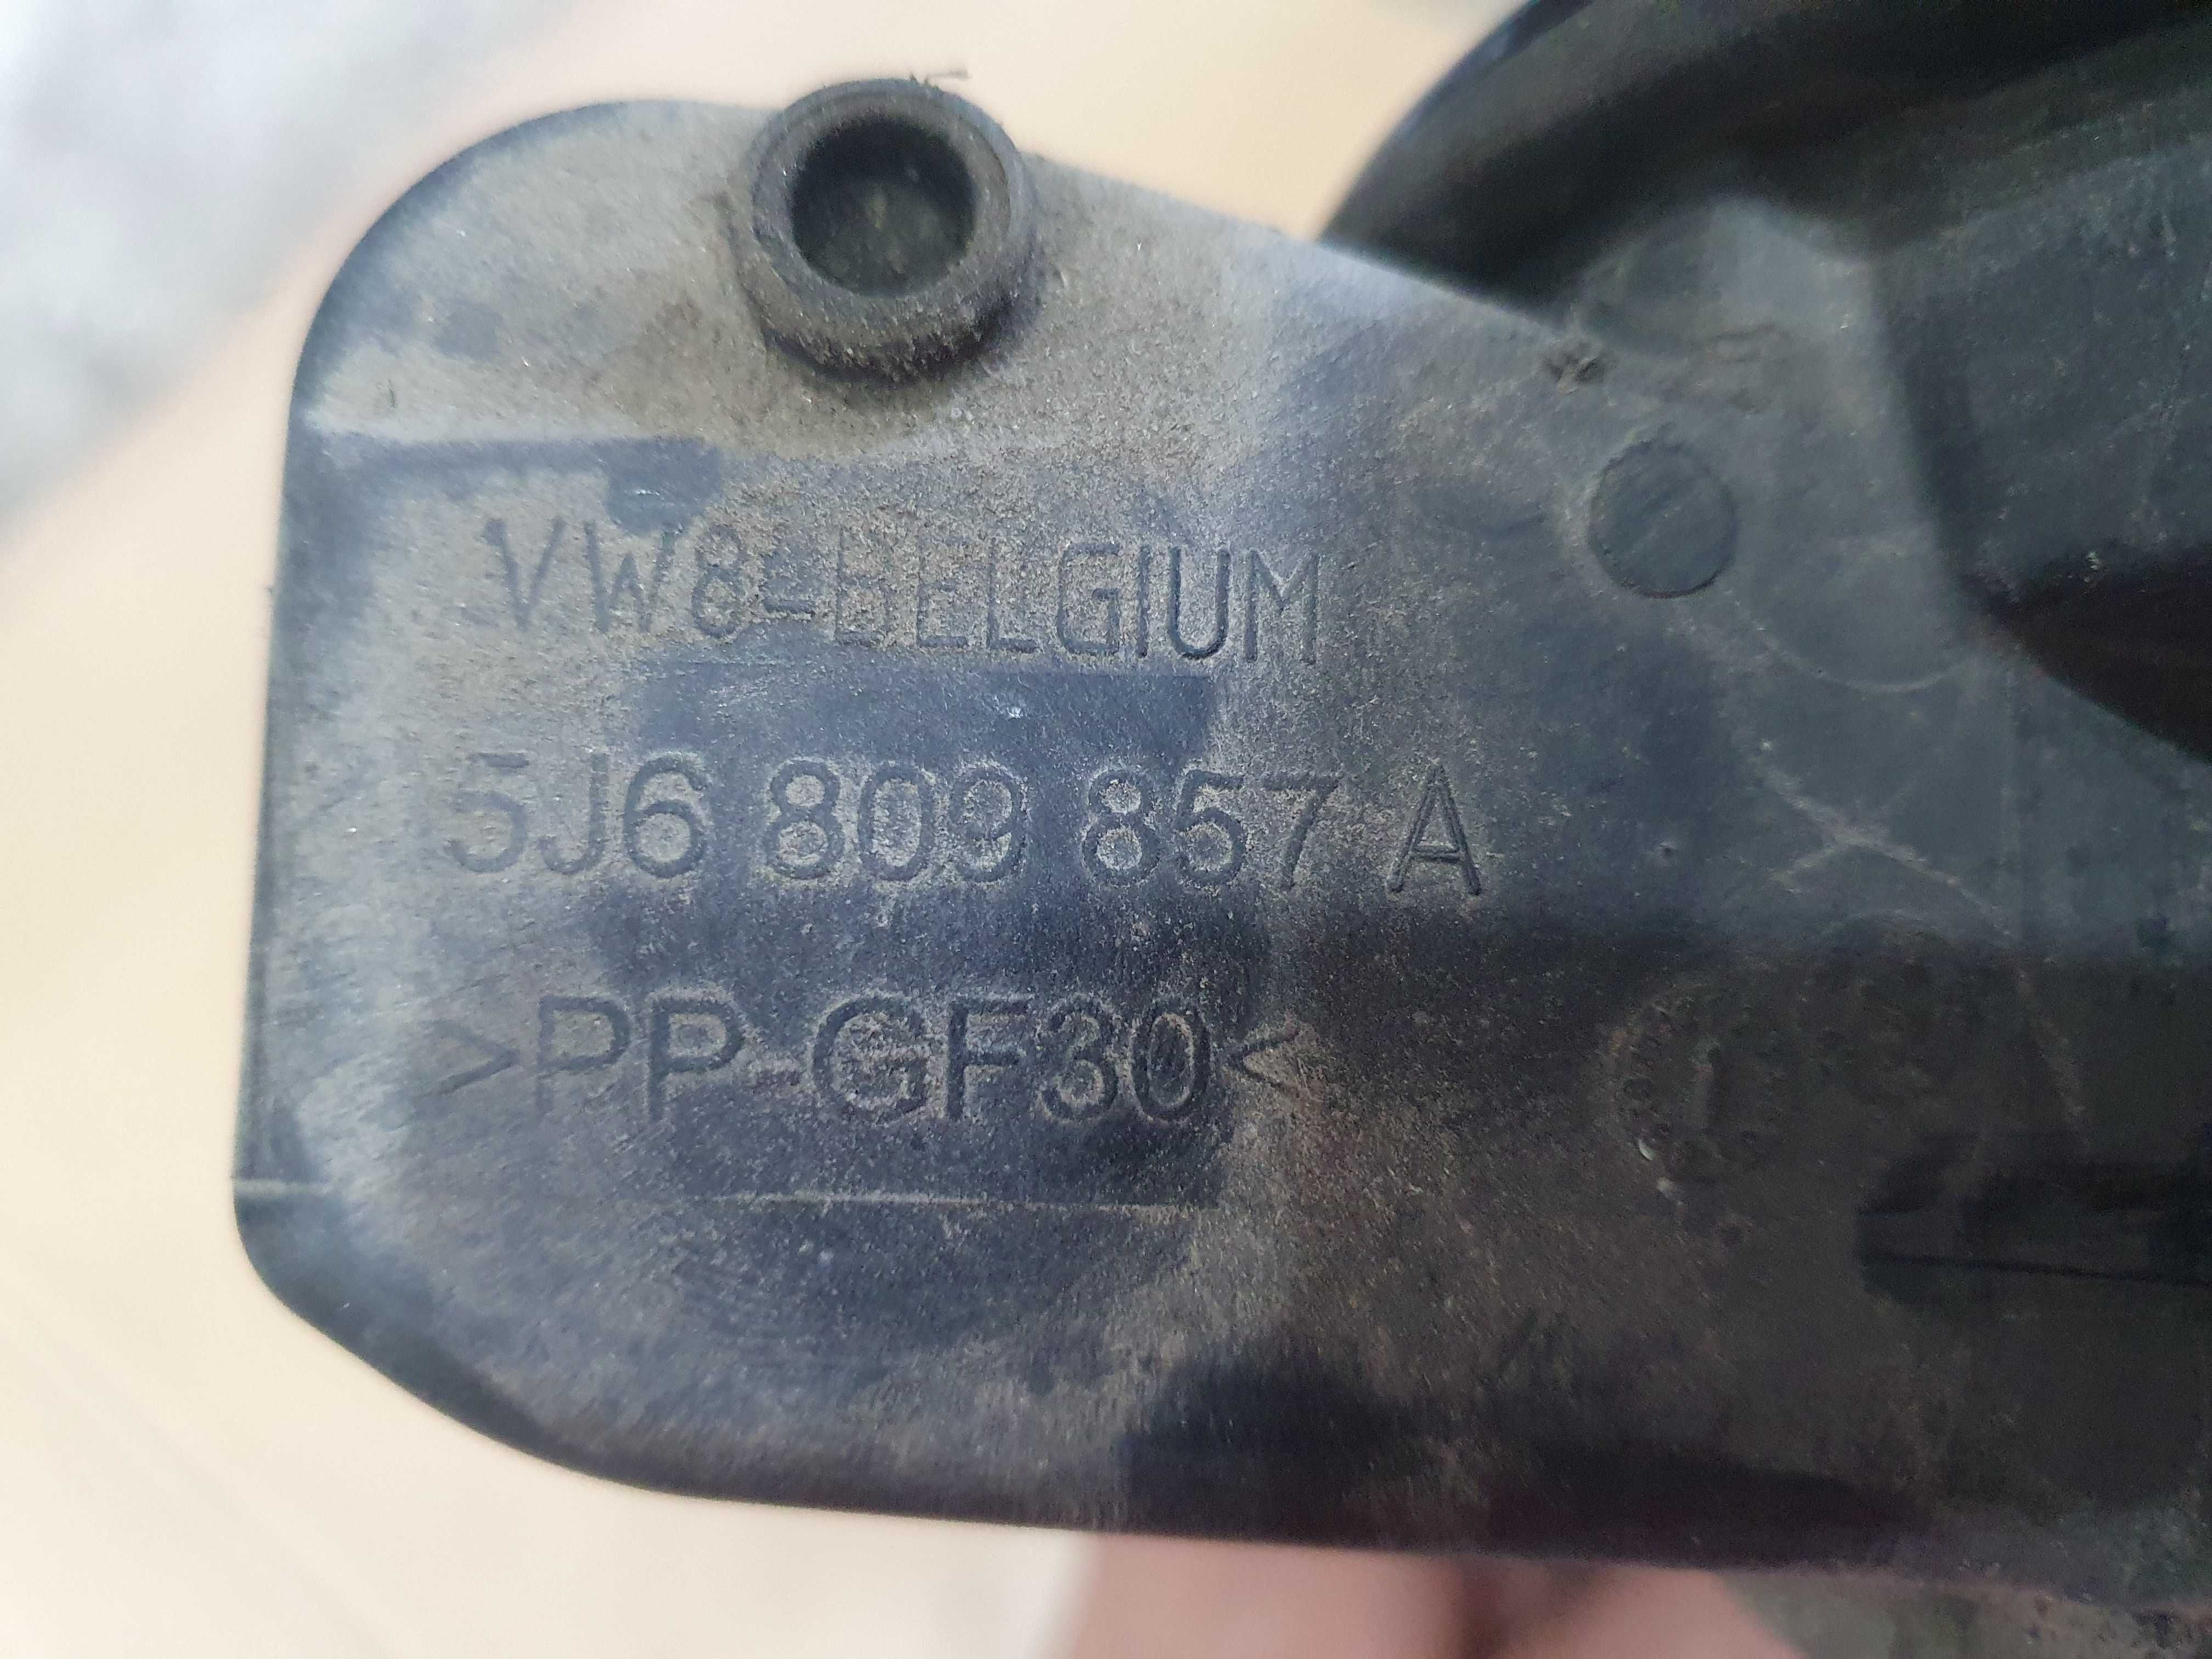 VW8=BELGIUM
5J6 809 857 A
>PP-GF30<